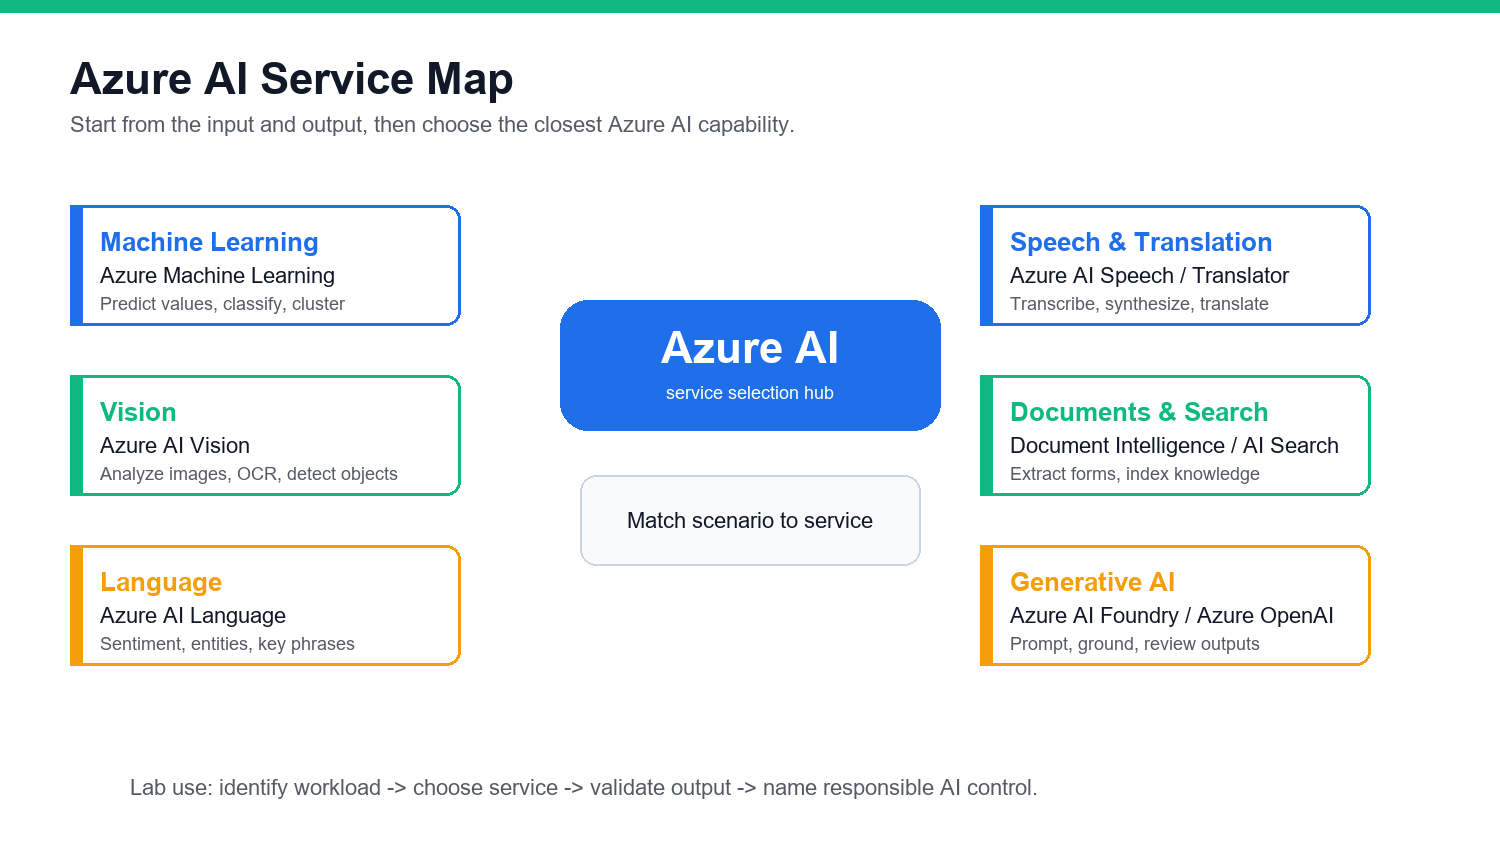 Azure AI Service Map
Start from the input and output, then choose the closest Azure AI capability.
Machine Learning
Azure Machine Learning
Predict values, classify, cluster
Vision
Azure AI Vision
Analyze images, OCR, detect objects
Language
Azure AI Language
Sentiment, entities, key phrases
Azure AI
service selection hub
Match scenario to service
Speech & Translation
Azure AI Speech / Translator
Transcribe, synthesize, translate
Documents & Search
Document Intelligence / AI Search
Extract forms, index knowledge
Generative AI
Azure AI Foundry / Azure OpenAI
Prompt, ground, review outputs
Lab use: identify workload -> choose service -> validate output -> name responsible AI control.